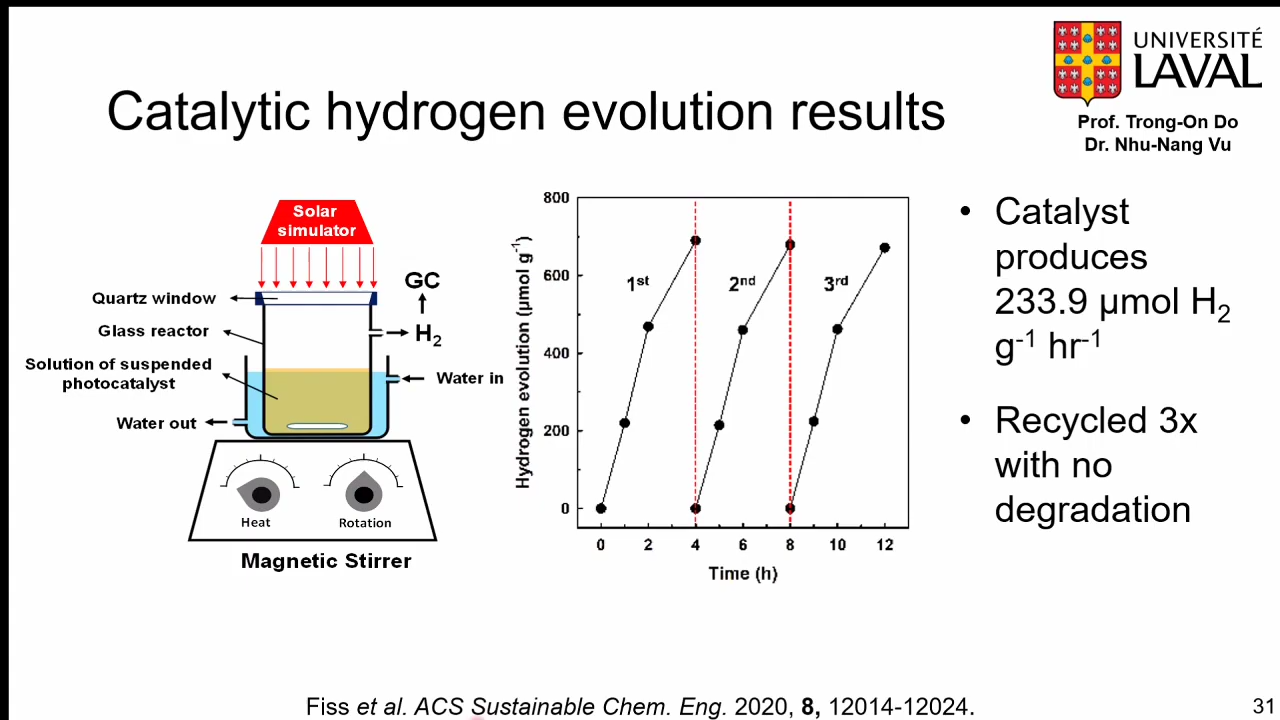 UNIVERSITÉ
LAVAL
Prof. Trong-On Do
Dr. Nhu-Nang Vu
Catalytic hydrogen evolution results
Solar
simulator
GC
H₂
Quartz window
Glass reactor
Solution of suspended
photocatalyst
Water in
Water out
Heat
Rotation
Magnetic Stirrer
Hydrogen evolution (μmol g⁻¹)
800
600
400
200
0
1st
2nd
3rd
0 2 4 6 8 10 12
Time (h)
• Catalyst
produces
233.9 μmol H₂
g⁻¹ hr⁻¹
• Recycled 3x
with no
degradation
Fiss et al. ACS Sustainable Chem. Eng. 2020, 8, 12014-12024.
31